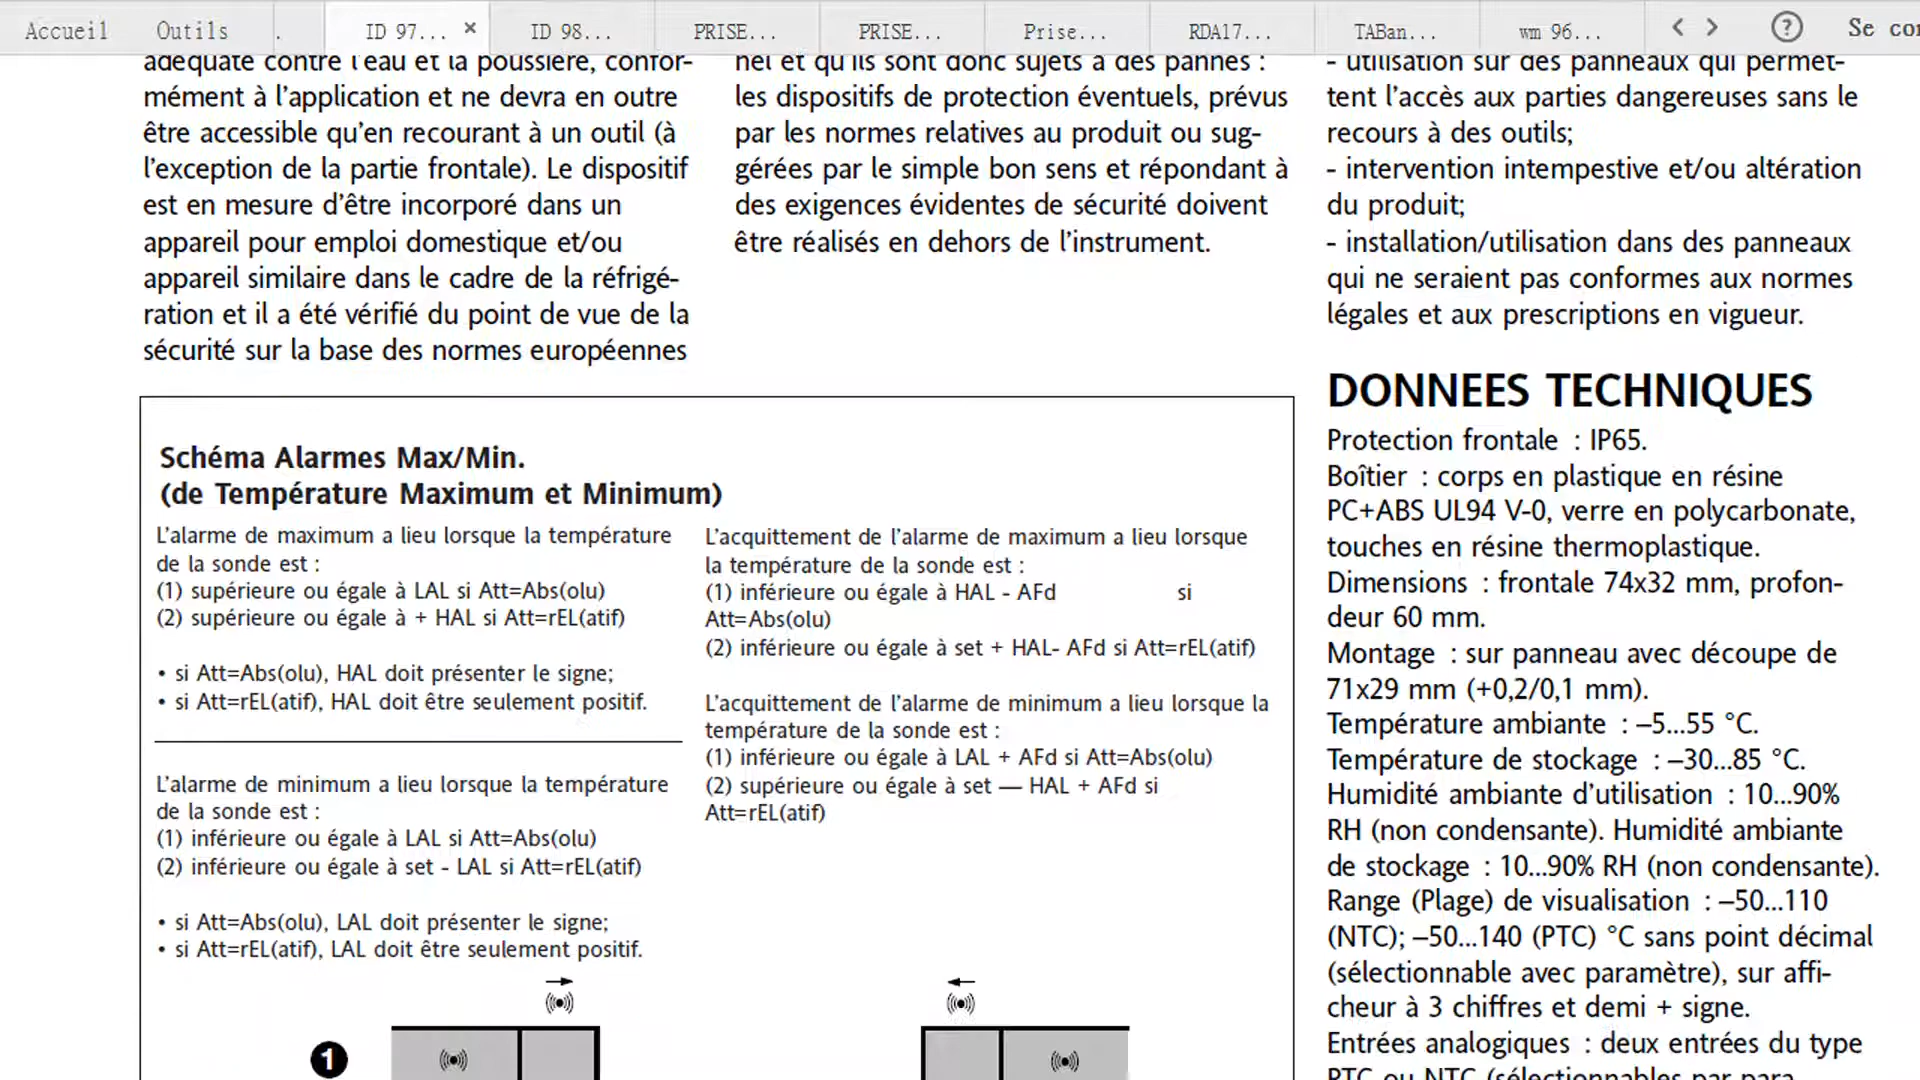 Accueil
Outils
.
ID 97... ×
ID 98...
PRISE...
PRISE...
Prise...
RDA17...
TABan...
wm 96...
?
Se con
adéquate contre l'eau et la poussière, confor-
mément à l'application et ne devra en outre
être accessible qu'en recourant à un outil (à
l'exception de la partie frontale). Le dispositif
est en mesure d'être incorporé dans un
appareil pour emploi domestique et/ou
appareil similaire dans le cadre de la réfrigé-
ration et il a été vérifié du point de vue de la
sécurité sur la base des normes européennes
nel et qu'ils sont donc sujets à des pannes :
les dispositifs de protection éventuels, prévus
par les normes relatives au produit ou sug-
gérées par le simple bon sens et répondant à
des exigences évidentes de sécurité doivent
être réalisés en dehors de l'instrument.
Schéma Alarmes Max/Min.
(de Température Maximum et Minimum)
L'alarme de maximum a lieu lorsque la température
de la sonde est :
(1) supérieure ou égale à LAL si Att=Abs(olu)
(2) supérieure ou égale à + HAL si Att=rEL(atif)
• si Att=Abs(olu), HAL doit présenter le signe;
• si Att=rEL(atif), HAL doit être seulement positif.
L'alarme de minimum a lieu lorsque la température
de la sonde est :
(1) inférieure ou égale à LAL si Att=Abs(olu)
(2) inférieure ou égale à set - LAL si Att=rEL(atif)
• si Att=Abs(olu), LAL doit présenter le signe;
• si Att=rEL(atif), LAL doit être seulement positif.
L'acquittement de l'alarme de maximum a lieu lorsque
la température de la sonde est :
(1) inférieure ou égale à HAL - AFd si
Att=Abs(olu)
(2) inférieure ou égale à set + HAL- AFd si Att=rEL(atif)
L'acquittement de l'alarme de minimum a lieu lorsque la
température de la sonde est :
(1) inférieure ou égale à LAL + AFd si Att=Abs(olu)
(2) supérieure ou égale à set — HAL + AFd si
Att=rEL(atif)
1
- utilisation sur des panneaux qui permet-
tent l'accès aux parties dangereuses sans le
recours à des outils;
- intervention intempestive et/ou altération
du produit;
- installation/utilisation dans des panneaux
qui ne seraient pas conformes aux normes
légales et aux prescriptions en vigueur.
DONNEES TECHNIQUES
Protection frontale : IP65.
Boîtier : corps en plastique en résine
PC+ABS UL94 V-0, verre en polycarbonate,
touches en résine thermoplastique.
Dimensions : frontale 74x32 mm, profon-
deur 60 mm.
Montage : sur panneau avec découpe de
71x29 mm (+0,2/0,1 mm).
Température ambiante : –5...55 °C.
Température de stockage : –30...85 °C.
Humidité ambiante d'utilisation : 10...90%
RH (non condensante). Humidité ambiante
de stockage : 10...90% RH (non condensante).
Range (Plage) de visualisation : –50...110
(NTC); –50...140 (PTC) °C sans point décimal
(sélectionnable avec paramètre), sur affi-
cheur à 3 chiffres et demi + signe.
Entrées analogiques : deux entrées du type
PTC ou NTC (sélectionnables par para-